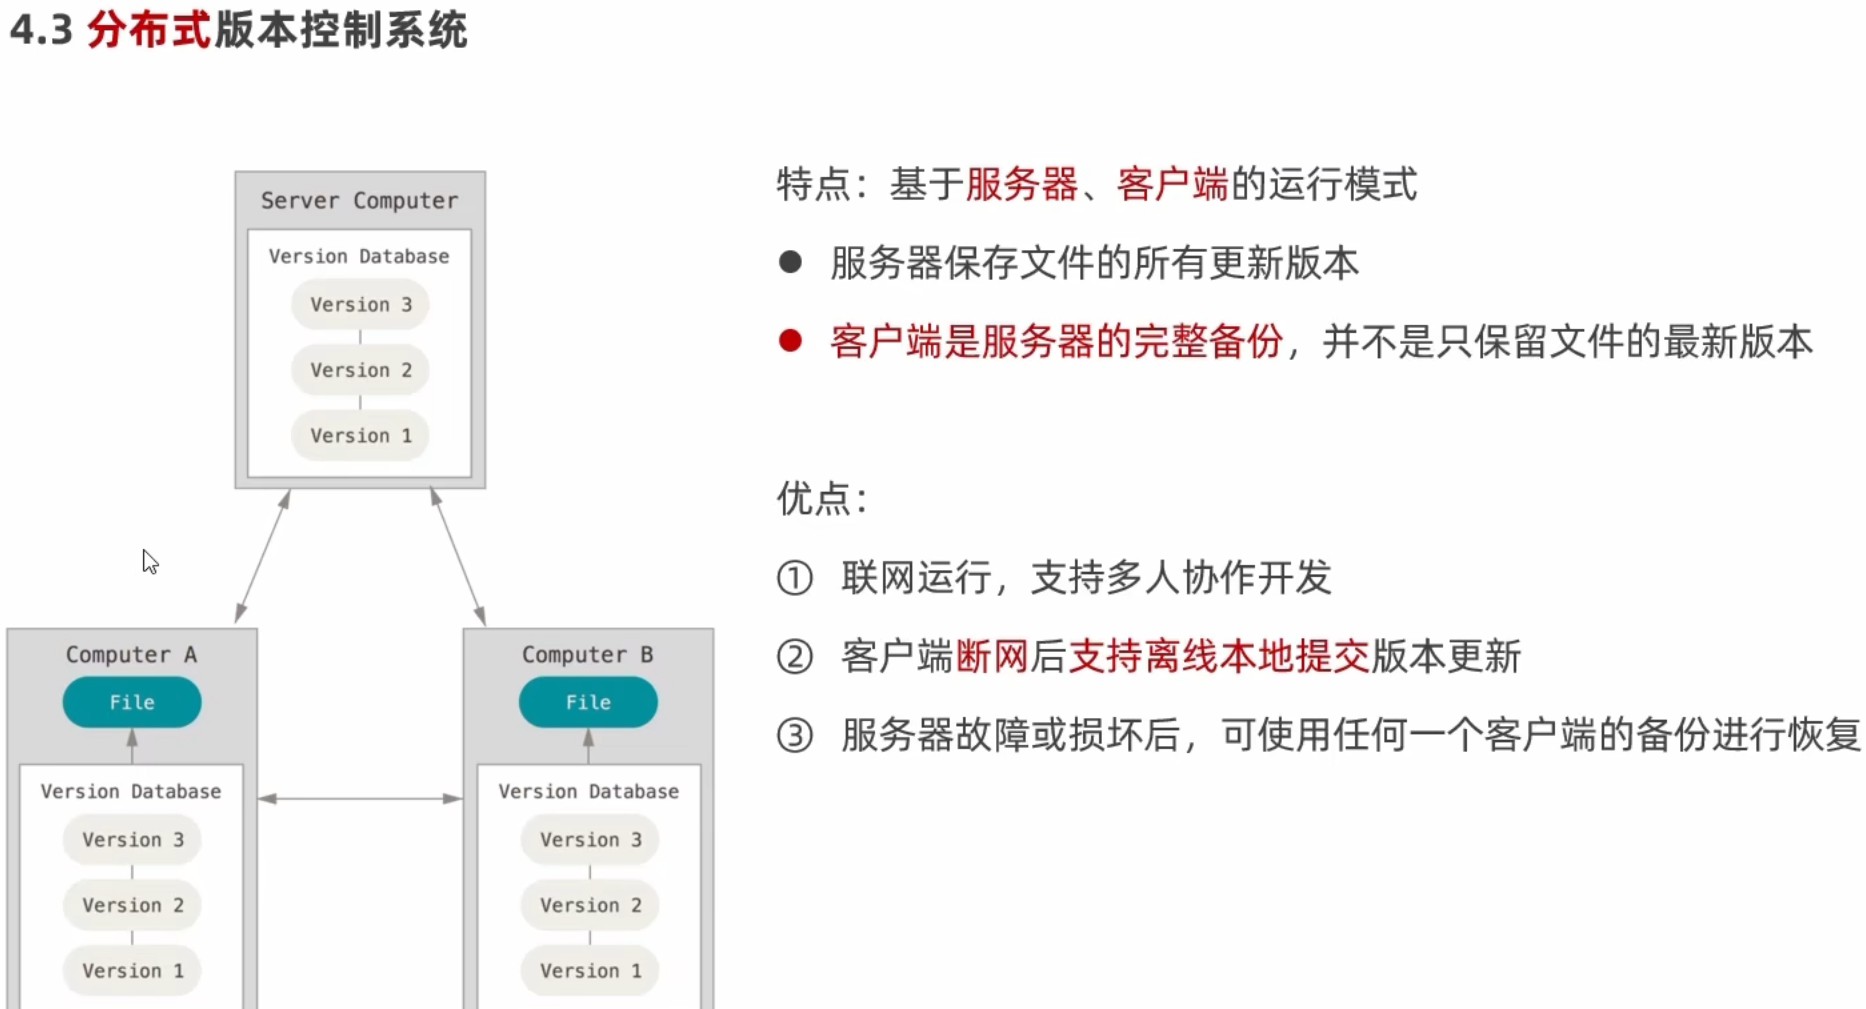 4.3 分布式版本控制系统
Server Computer
Version Database
Version 3
Version 2
Version 1
Computer A
File
Version Database
Version 3
Version 2
Version 1
Computer B
File
Version Database
Version 3
Version 2
Version 1
特点：基于服务器、客户端的运行模式
● 服务器保存文件的所有更新版本
● 客户端是服务器的完整备份，并不是只保留文件的最新版本
优点：
① 联网运行，支持多人协作开发
② 客户端断网后支持离线本地提交版本更新
③ 服务器故障或损坏后，可使用任何一个客户端的备份进行恢复